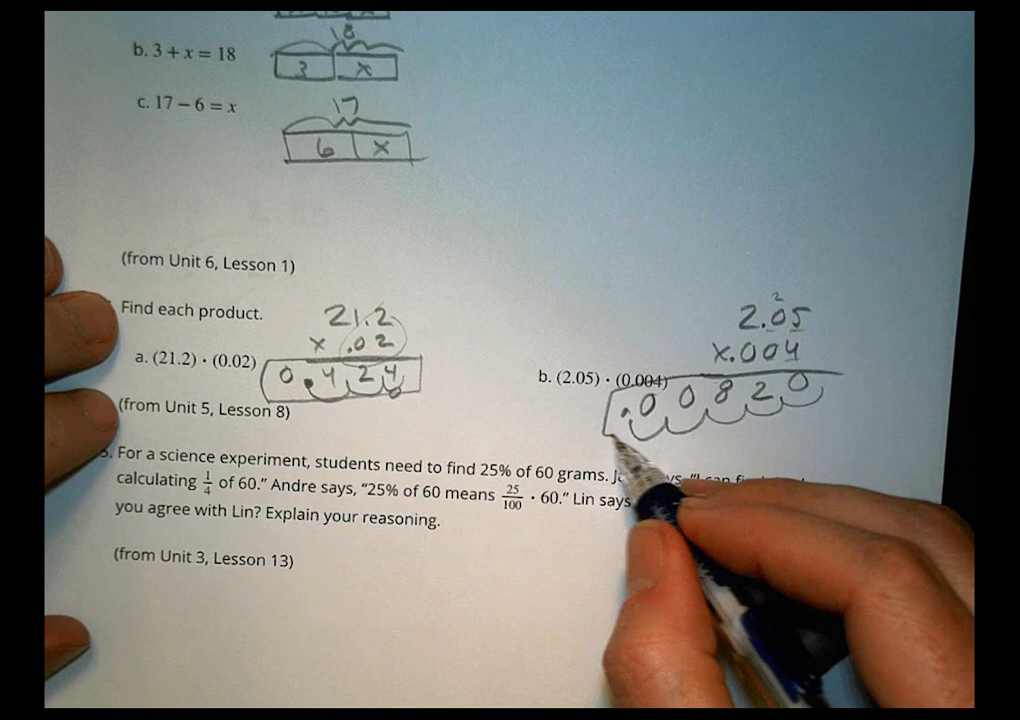 18
b. 3 + x = 18
3 x
17
c. 17 − 6 = x
6 x
(from Unit 6, Lesson 1)
Find each product.
21.2
x .02
a. (21.2) · (0.02)
0.424
2
2.05
x.004
b. (2.05) · (0.004)
.00820
(from Unit 5, Lesson 8)
For a science experiment, students need to find 25% of 60 grams.
calculating 1/4 of 60.” Andre says, “25% of 60 means 25/100 · 60.” Lin says
you agree with Lin? Explain your reasoning.
(from Unit 3, Lesson 13)